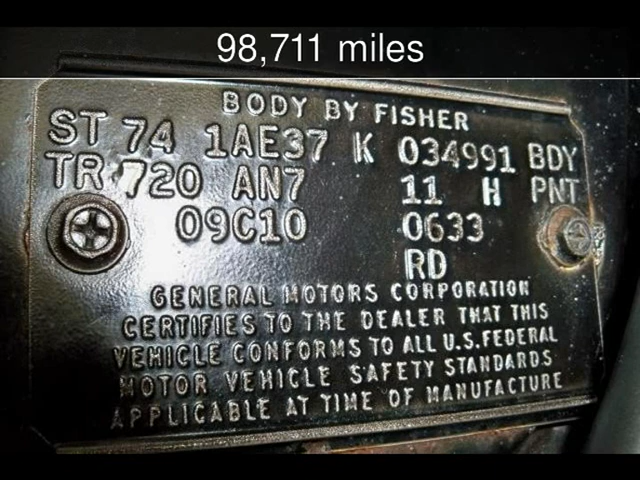 98,711 miles
BODY BY FISHER
ST 74 1AE37 K 034991 BDY
TR 720 AN7 11 H PNT
09C10 0633
RD
GENERAL MOTORS CORPORATION
CERTIFIES TO THE DEALER THAT THIS
VEHICLE CONFORMS TO ALL U.S. FEDERAL
MOTOR VEHICLE SAFETY STANDARDS
APPLICABLE AT TIME OF MANUFACTURE